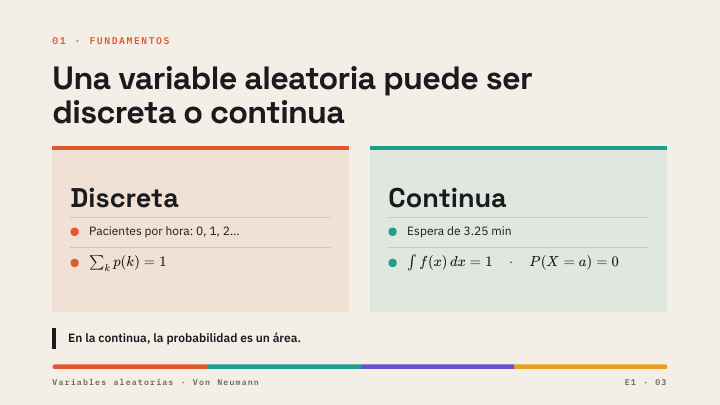 01 · FUNDAMENTOS
Una variable aleatoria puede ser
discreta o continua
Discreta
Pacientes por hora: 0, 1, 2...
∑ₖ p(k) = 1
Continua
Espera de 3.25 min
∫ f(x) dx = 1 · P(X = a) = 0
En la continua, la probabilidad es un área.
Variables aleatorias · Von Neumann
E1 · 03